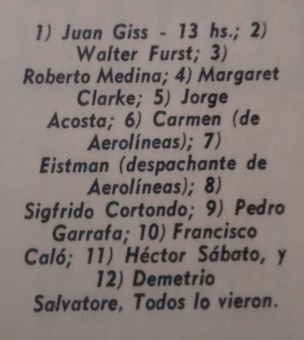 1) Juan Giss - 13 hs.; 2)
Walter Furst; 3)
Roberto Medina; 4) Margaret
Clarke; 5) Jorge
Acosta; 6) Carmen (de
Aerolíneas); 7)
Eistman (despachante de
Aerolíneas); 8)
Sigfrido Cortondo; 9) Pedro
Garrafa; 10) Francisco
Caló; 11) Héctor Sábato, y
12) Demetrio
Salvatore. Todos lo vieron.